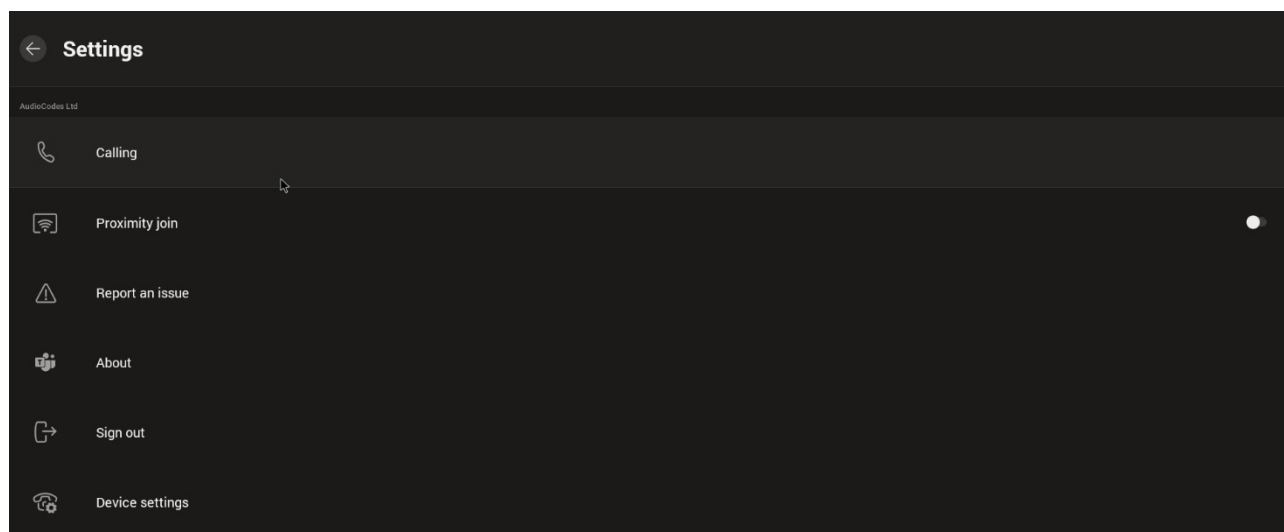 Settings
AudioCodes Ltd
Calling
Proximity join
Report an issue
About
Sign out
Device settings